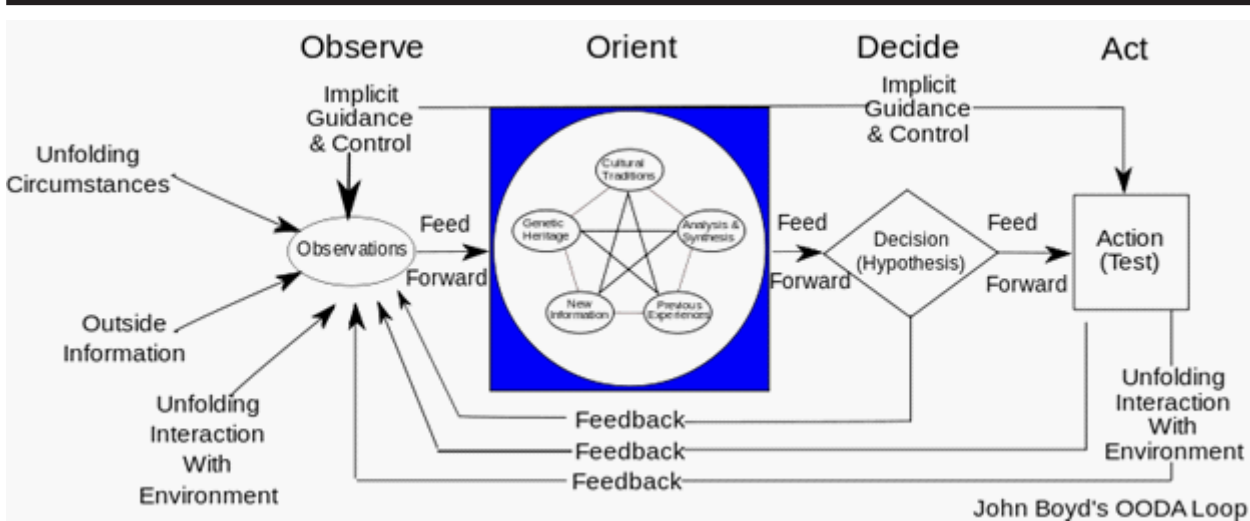 Observe
Orient
Decide
Act
Implicit
Guidance
& Control
Implicit
Guidance
& Control
Unfolding
Circumstances
Observations
Feed
Forward
Cultural
Traditions
Genetic
Heritage
Analysis &
Synthesis
New
Information
Previous
Experiences
Feed
Forward
Decision
(Hypothesis)
Feed
Forward
Action
(Test)
Outside
Information
Unfolding
Interaction
With
Environment
Unfolding
Interaction
With
Environment
Feedback
Feedback
Feedback
John Boyd's OODA Loop